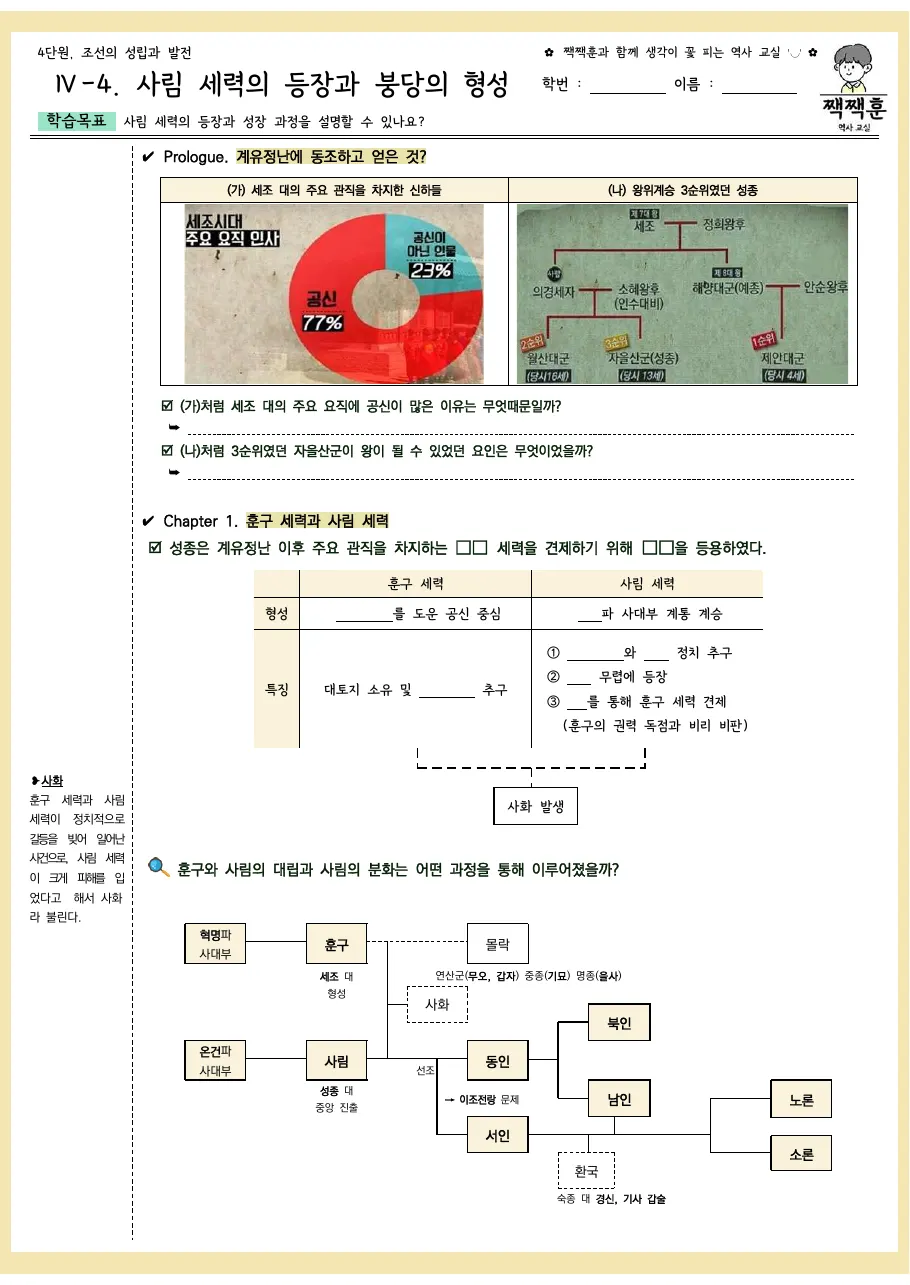 4단원. 조선의 성립과 발전
✿ 짹짹훈과 함께 생각이 꽃 피는 역사 교실 '◡' ✿
Ⅳ-4. 사림 세력의 등장과 붕당의 형성
학번 : ________ 이름 : ________
짹짹훈
역사 교실
학습목표 사림 세력의 등장과 성장 과정을 설명할 수 있나요?
✔ Prologue. 계유정난에 동조하고 얻은 것?
(가) 세조 대의 주요 관직을 차지한 신하들
(나) 왕위계승 3순위였던 성종
세조시대
주요 요직 인사
공신이
아닌 인물
23%
공신
77%
제 7대 왕
세조
정희왕후
사망
의경세자
소혜왕후
(인수대비)
제 8대 왕
해양대군(예종)
안순왕후
2순위
월산대군
(당시16세)
3순위
자을산군(성종)
(당시 13세)
1순위
제안대군
(당시 4세)
☑ (가)처럼 세조 대의 주요 요직에 공신이 많은 이유는 무엇때문일까?
➥
☑ (나)처럼 3순위였던 자을산군이 왕이 될 수 있었던 요인은 무엇이었을까?
➥
✔ Chapter 1. 훈구 세력과 사림 세력
☑ 성종은 계유정난 이후 주요 관직을 차지하는 □□ 세력을 견제하기 위해 □□을 등용하였다.
훈구 세력
사림 세력
형성
_______를 도운 공신 중심
___파 사대부 계통 계승
특징
대토지 소유 및 _______ 추구
① _______와 ___ 정치 추구
② ___ 무렵에 등장
③ __를 통해 훈구 세력 견제
(훈구의 권력 독점과 비리 비판)
사화 발생
❥사화
훈구 세력과 사림
세력이 정치적으로
갈등을 빚어 일어난
사건으로, 사림 세력
이 크게 피해를 입
었다고 해서 사화
라 불린다.
🔍 훈구와 사림의 대립과 사림의 분화는 어떤 과정을 통해 이루어졌을까?
혁명파
사대부
훈구
몰락
세조 대
형성
연산군(무오, 갑자) 중종(기묘) 명종(을사)
사화
북인
온건파
사대부
사림
선조
동인
성종 대
중앙 진출
→ 이조전랑 문제
남인
노론
서인
소론
환국
숙종 대 경신, 기사 갑술